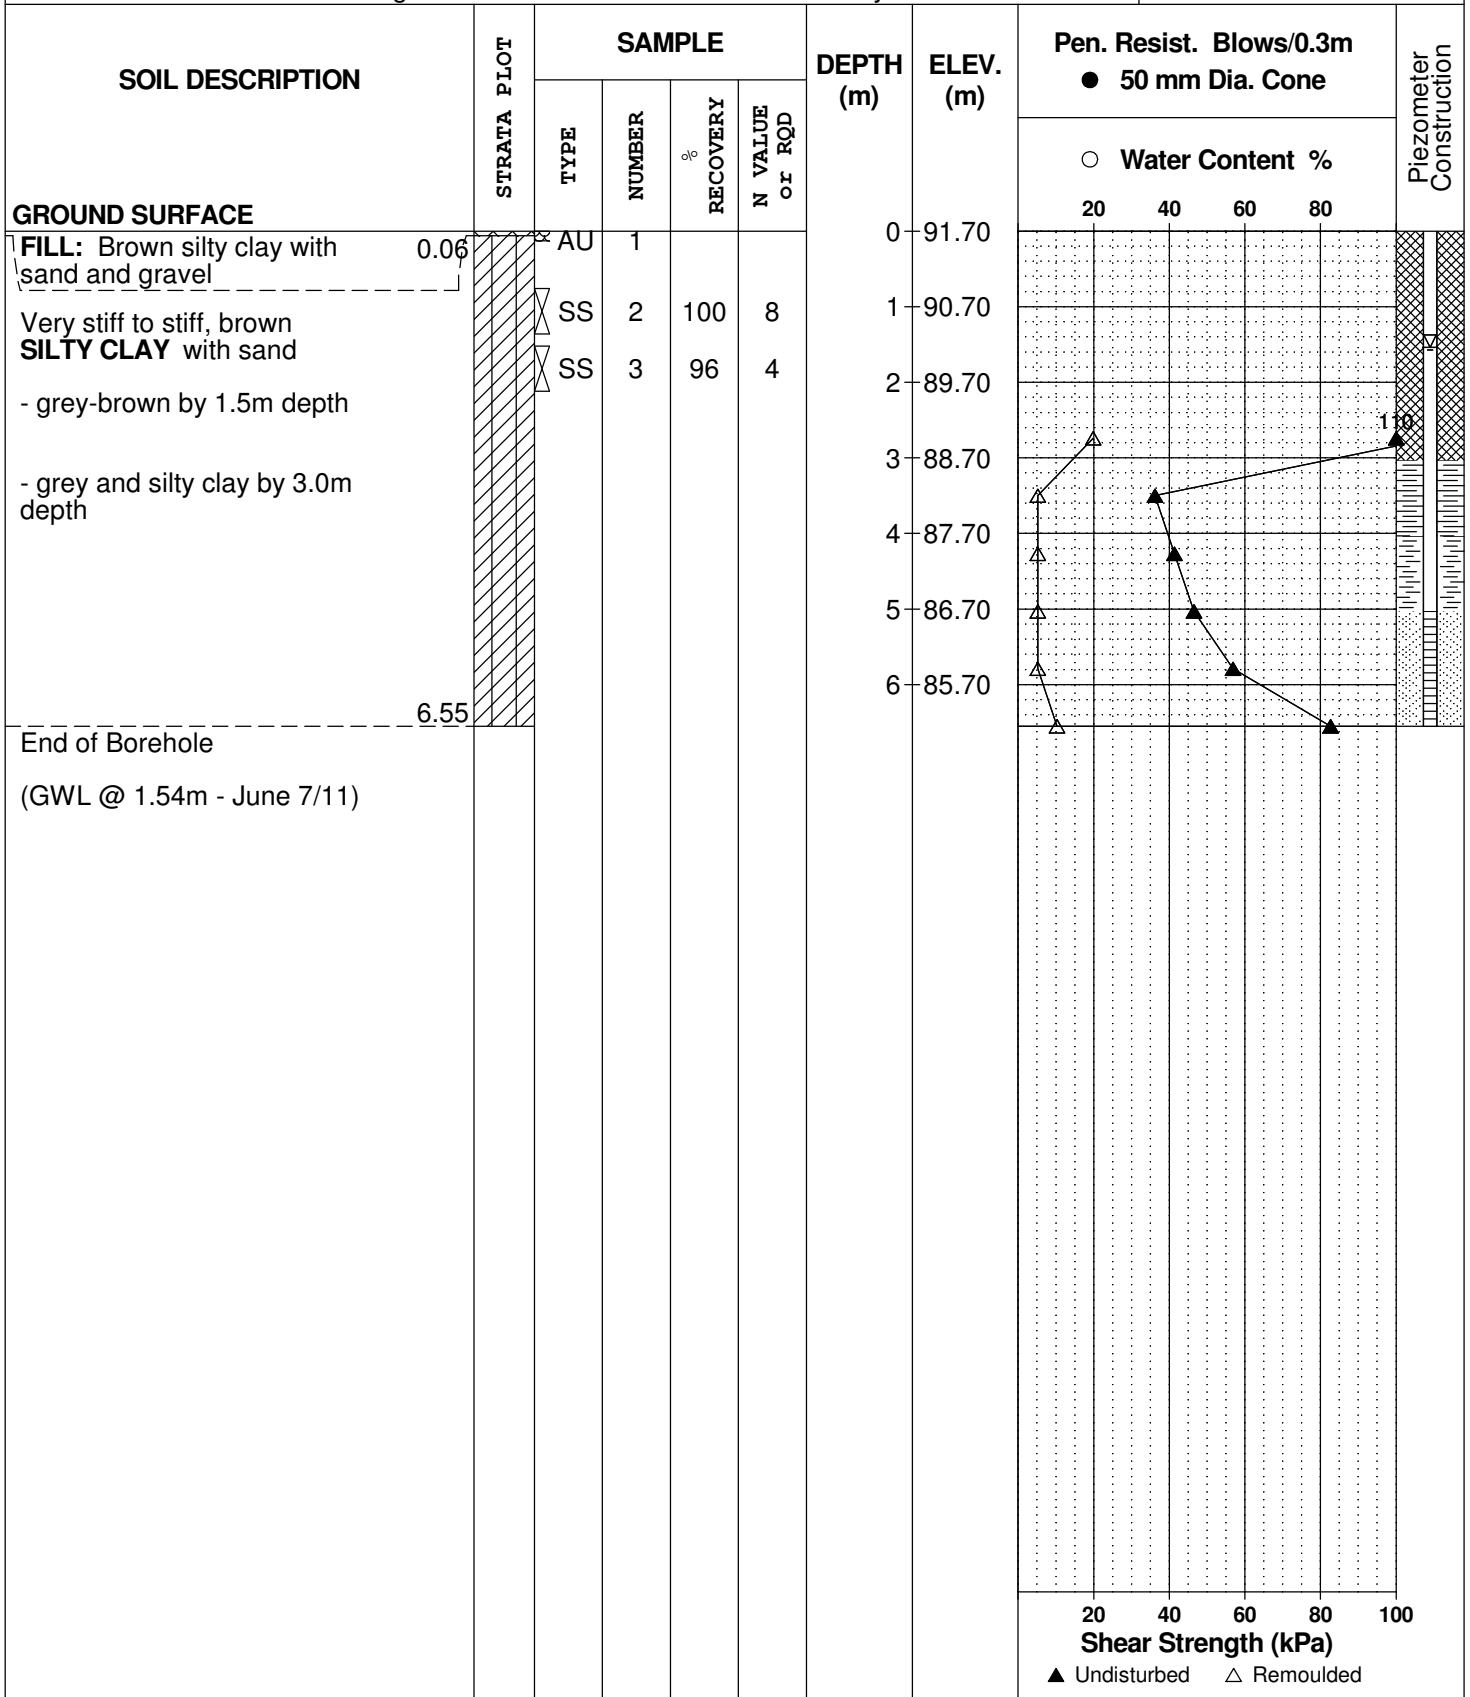 SOIL DESCRIPTION
GROUND SURFACE
STRATA PLOT
SAMPLE
TYPE
NUMBER
%
RECOVERY
N VALUE
or RQD
DEPTH
(m)
ELEV.
(m)
Pen. Resist. Blows/0.3m
● 50 mm Dia. Cone
○ Water Content %
20 40 60 80
Piezometer
Construction
FILL: Brown silty clay with 0.06
sand and gravel
Very stiff to stiff, brown
SILTY CLAY with sand
- grey-brown by 1.5m depth
- grey and silty clay by 3.0m
depth
6.55
End of Borehole
(GWL @ 1.54m - June 7/11)
AU 1
SS 2 100 8
SS 3 96 4
0 91.70
1 90.70
2 89.70
3 88.70
4 87.70
5 86.70
6 85.70
110
20 40 60 80 100
Shear Strength (kPa)
▲ Undisturbed △ Remoulded